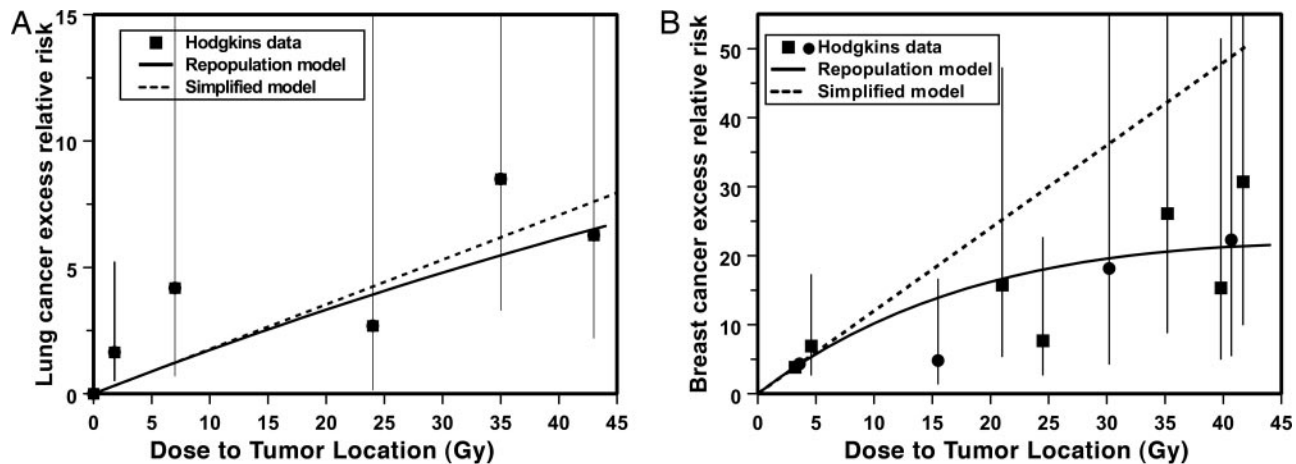 A
Lung cancer excess relative risk
15
10
5
0
Hodgkins data
Repopulation model
Simplified model
0 5 10 15 20 25 30 35 40 45
Dose to Tumor Location (Gy)
B
Breast cancer excess relative risk
50
40
30
20
10
0
Hodgkins data
Repopulation model
Simplified model
0 5 10 15 20 25 30 35 40 45
Dose to Tumor Location (Gy)